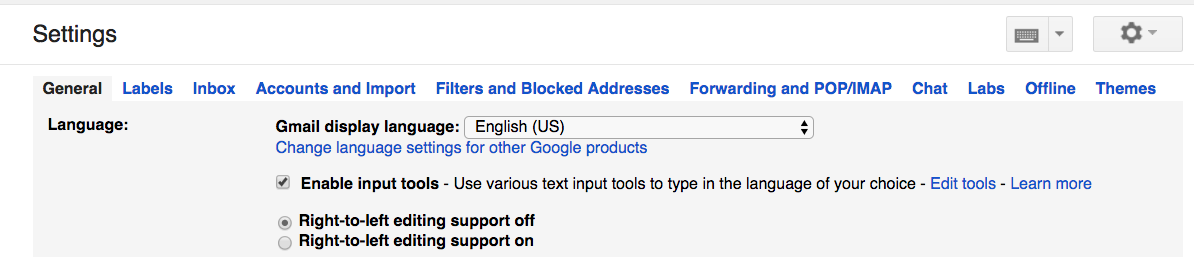 Settings
General Labels Inbox Accounts and Import Filters and Blocked Addresses Forwarding and POP/IMAP Chat Labs Offline Themes
Language: Gmail display language: English (US)
Change language settings for other Google products
Enable input tools - Use various text input tools to type in the language of your choice - Edit tools - Learn more
Right-to-left editing support off
Right-to-left editing support on